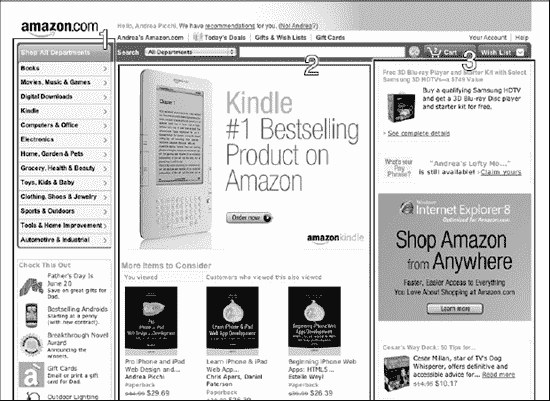 amazon.com
Hello, Andrea Picchi. We have recommendations for you. (Not Andrea?)
Andrea's Amazon.com
Today's Deals
Gifts & Wish Lists
Gift Cards
Your Account
Help
1
Shop All Departments
Search
All Departments
2
Cart
3
Wish List
Books
Movies, Music & Games
Digital Downloads
Kindle
Computers & Office
Electronics
Home, Garden & Pets
Grocery, Health & Beauty
Toys, Kids & Baby
Clothing, Shoes & Jewelry
Sports & Outdoors
Tools & Home Improvement
Automotive & Industrial
Check This Out
Father's Day Is
June 20
Save on great gifts for
Dad.
Bestselling Androids
Starting at a penny
(with new contract).
Breakthrough Novel
Award
Announcing the
winners.
Gift Cards
Email or print a gift
card for Dad.
Outdoor Lighting
Kindle
#1 Bestselling
Product on
Amazon
Order now
amazonkindle
More Items to Consider
You viewed
Customers who viewed this also viewed
Pro iPhone and iPad
Web Design and...
Andrea Picchi
Paperback
$29.69
Learn iPhone and iPad
Web App...
Chris Apers, Daniel
Paterson
Paperback
$26.39
Beginning iPhone Web
Apps: HTML5...
Estelle Weyl
Paperback
$26.39
Free 3D Blu-ray Player and Starter Kit with Select
Samsung HDTVs—a $749 Value
Buy a qualifying Samsung HDTV
and get a 3D Blu-ray Disc player
and starter kit for free.
See complete details
What's your
Pay
Phrase?
"Andrea's Lofty Mo..."
is still available! Claim yours
Windows
Internet Explorer 8
Optimized for Amazon.com
Shop Amazon
from Anywhere
Faster, Easier Access to Everything
You Love About Shopping at Amazon.com
Learn more
Cesar's Way Deck: 50 Tips for...
Cesar Millan, star of TV's Dog
Whisperer, offers definitive and
accessible advice for... Read more
$14.95 $10.17